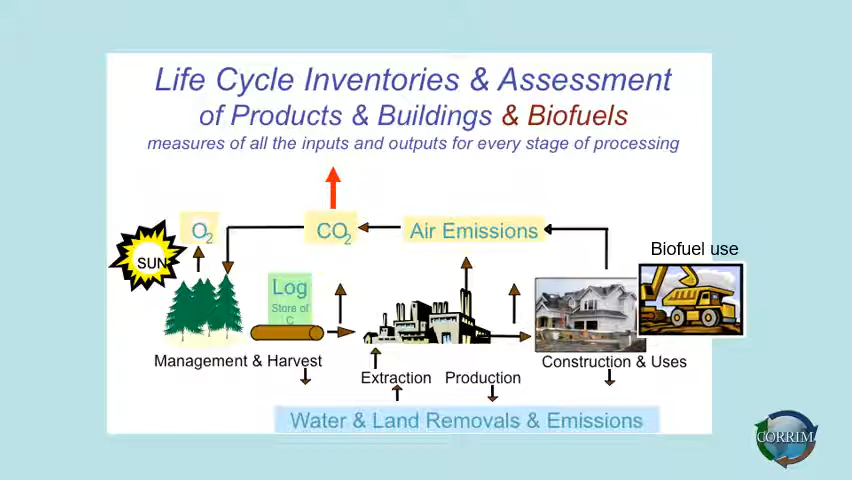 Life Cycle Inventories & Assessment
of Products & Buildings & Biofuels
measures of all the inputs and outputs for every stage of processing
O2
CO2
Air Emissions
Biofuel use
SUN
Log
Store of
C
Management & Harvest
Construction & Uses
Extraction
Production
Water & Land Removals & Emissions
CORRIM